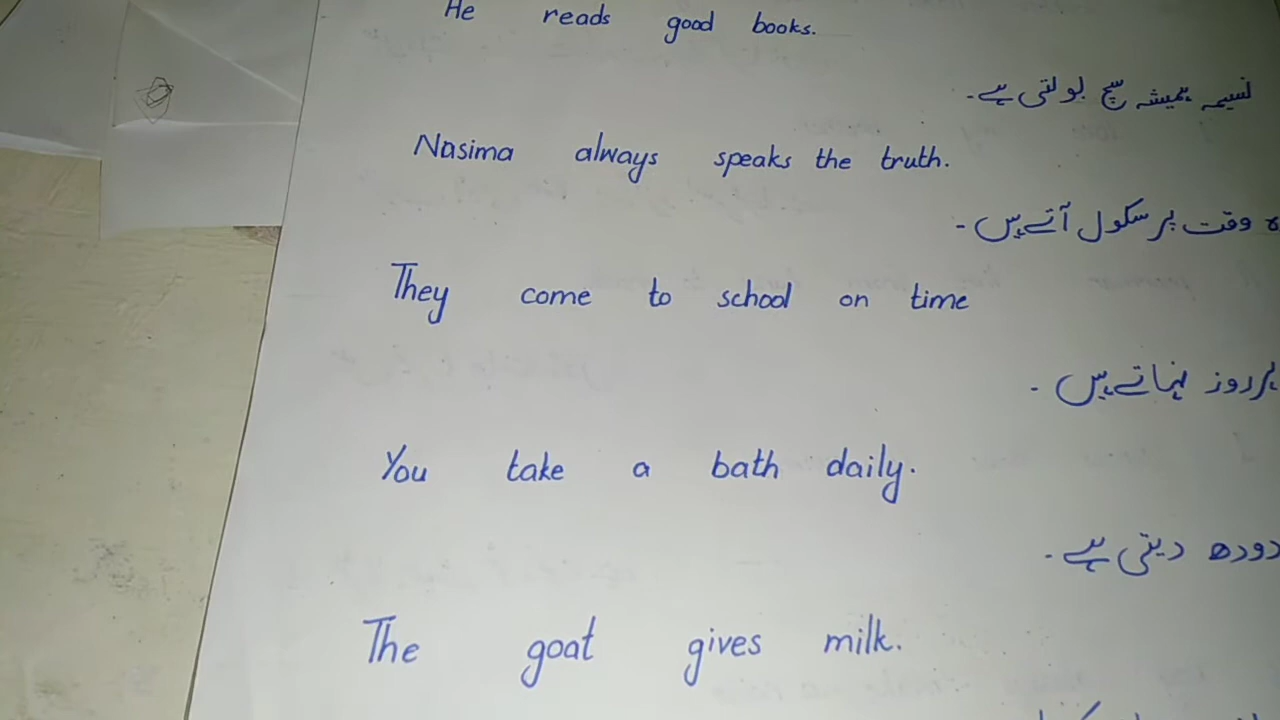 He reads good books.
نسیمہ ہمیشہ سچ بولتی ہے۔
Nasima always speaks the truth.
وقت پر سکول آتے ہیں۔
They come to school on time
ہرروز نہاتے ہیں۔
You take a bath daily.
دودھ دیتی ہے۔
The goat gives milk.